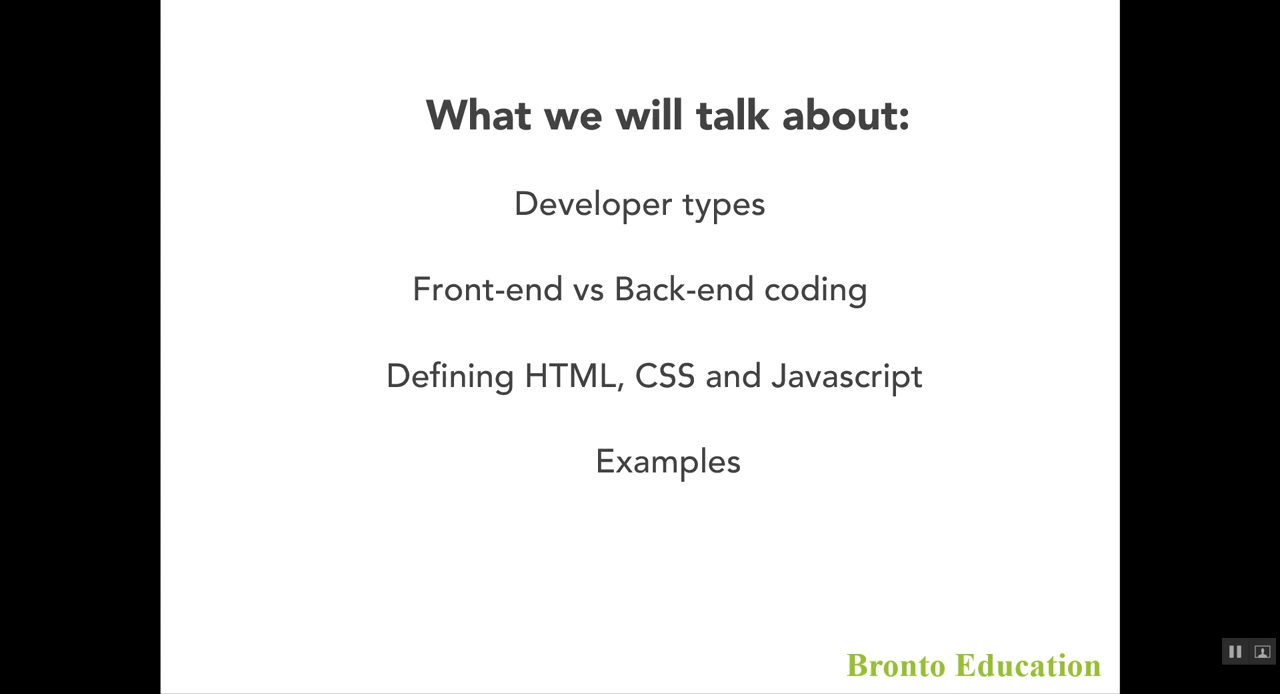 What we will talk about:
Developer types
Front-end vs Back-end coding
Defining HTML, CSS and Javascript
Examples
Bronto Education